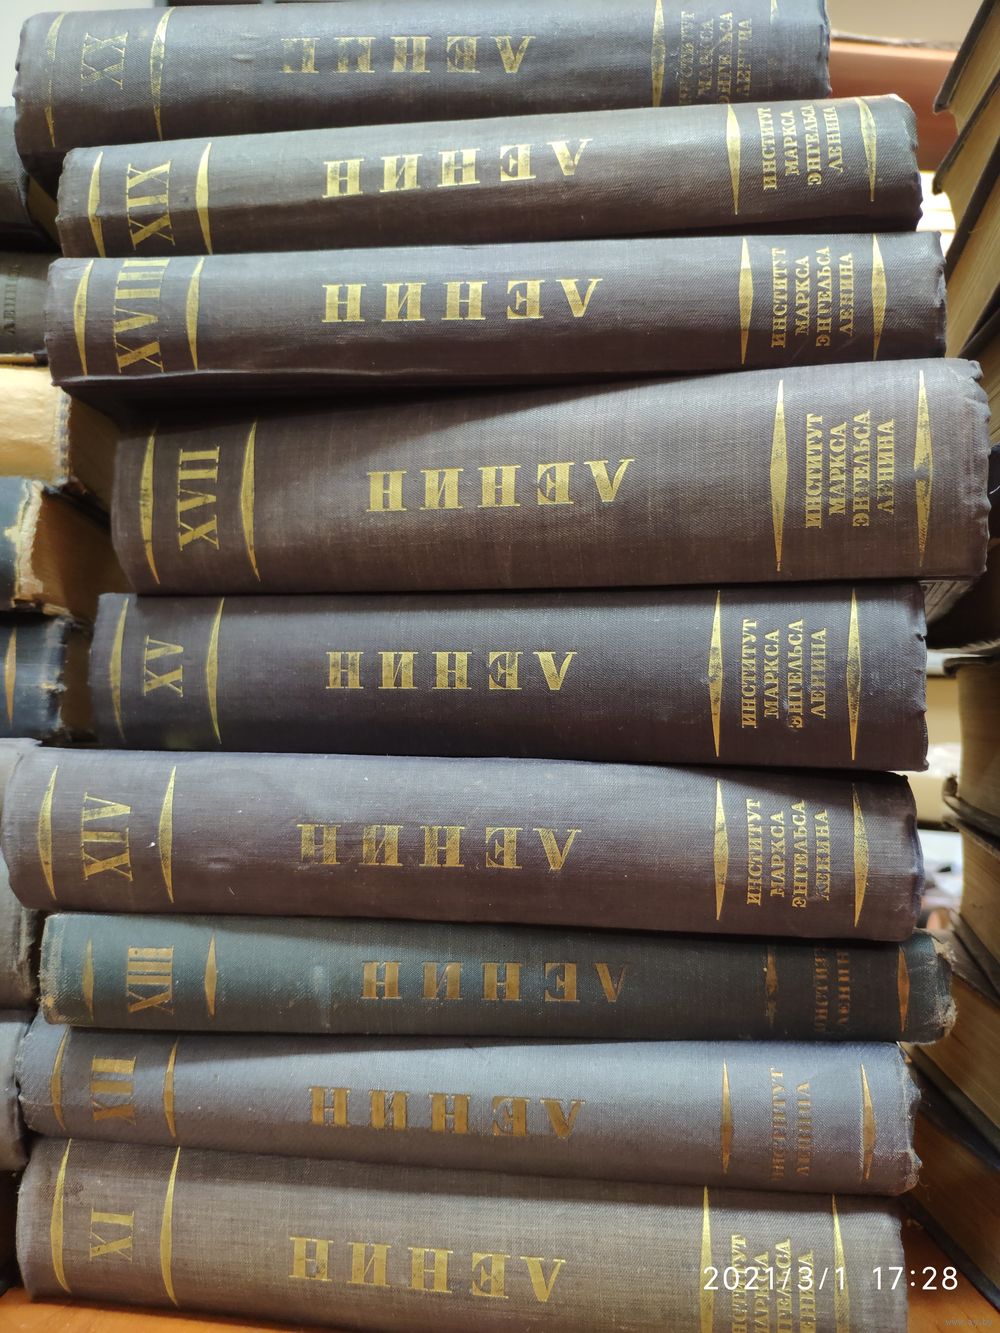 XX
ЛЕНИН
ИНСТИТУТ
МАРКСА
ЭНГЕЛЬСА
ЛЕНИНА
XIX
ЛЕНИН
ИНСТИТУТ
МАРКСА
ЭНГЕЛЬСА
ЛЕНИНА
XVIII
ЛЕНИН
ИНСТИТУТ
МАРКСА
ЭНГЕЛЬСА
ЛЕНИНА
XVII
ЛЕНИН
ИНСТИТУТ
МАРКСА
ЭНГЕЛЬСА
ЛЕНИНА
XV
ЛЕНИН
ИНСТИТУТ
МАРКСА
ЭНГЕЛЬСА
ЛЕНИНА
XIV
ЛЕНИН
ИНСТИТУТ
МАРКСА
ЭНГЕЛЬСА
ЛЕНИНА
XIII
ЛЕНИН
ЛЕНИН
XII
ЛЕНИН
ИНСТИТУТ
ЛЕНИНА
XI
ЛЕНИН
2021/3/1 17:28